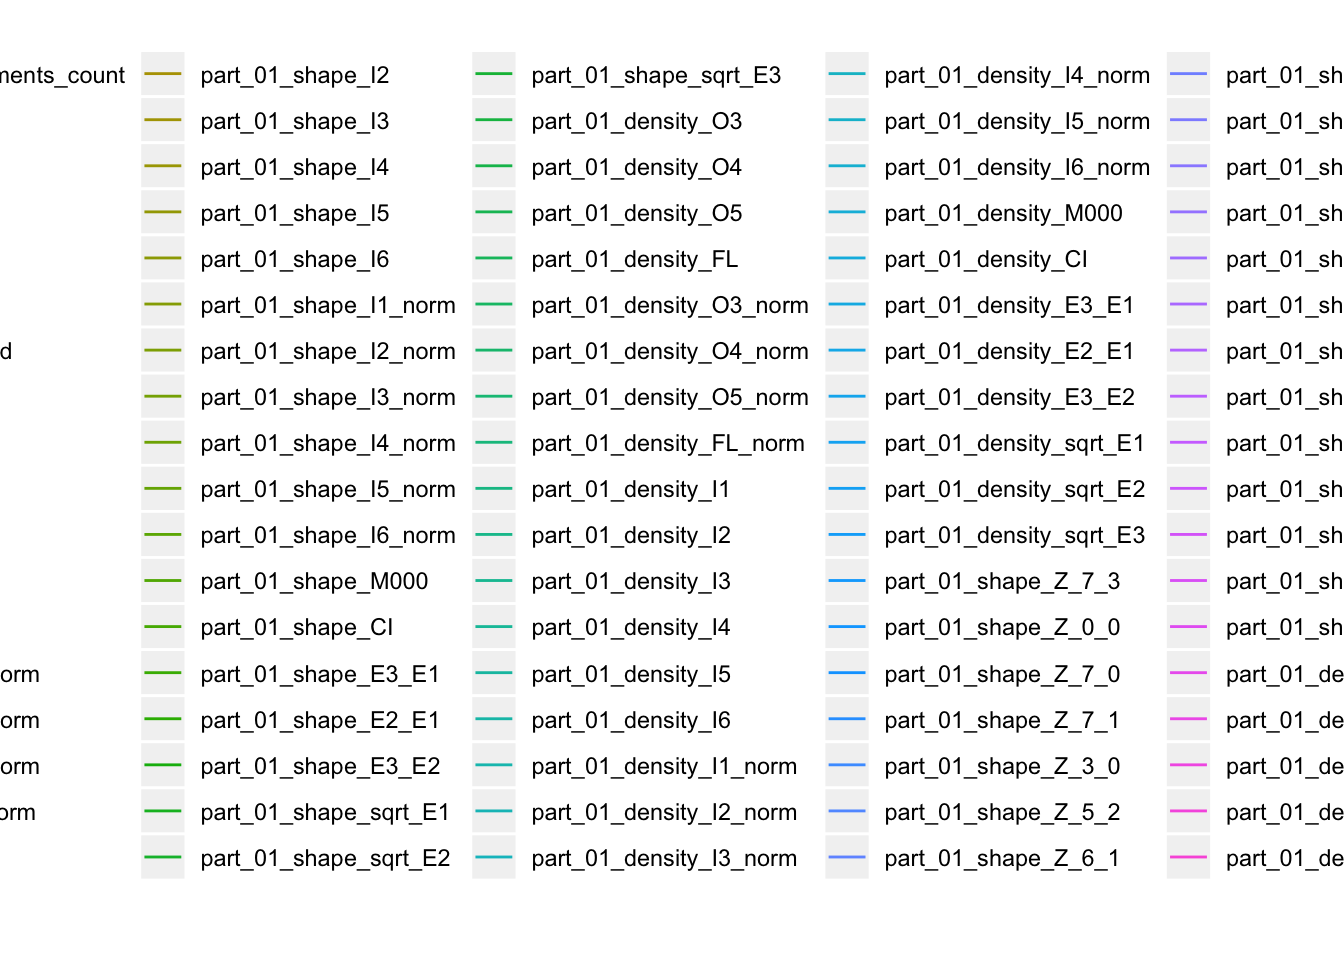 ments_count
d
orm
orm
orm
orm
part_01_shape_I2
part_01_shape_I3
part_01_shape_I4
part_01_shape_I5
part_01_shape_I6
part_01_shape_I1_norm
part_01_shape_I2_norm
part_01_shape_I3_norm
part_01_shape_I4_norm
part_01_shape_I5_norm
part_01_shape_I6_norm
part_01_shape_M000
part_01_shape_CI
part_01_shape_E3_E1
part_01_shape_E2_E1
part_01_shape_E3_E2
part_01_shape_sqrt_E1
part_01_shape_sqrt_E2
part_01_shape_sqrt_E3
part_01_density_O3
part_01_density_O4
part_01_density_O5
part_01_density_FL
part_01_density_O3_norm
part_01_density_O4_norm
part_01_density_O5_norm
part_01_density_FL_norm
part_01_density_I1
part_01_density_I2
part_01_density_I3
part_01_density_I4
part_01_density_I5
part_01_density_I6
part_01_density_I1_norm
part_01_density_I2_norm
part_01_density_I3_norm
part_01_density_I4_norm
part_01_density_I5_norm
part_01_density_I6_norm
part_01_density_M000
part_01_density_CI
part_01_density_E3_E1
part_01_density_E2_E1
part_01_density_E3_E2
part_01_density_sqrt_E1
part_01_density_sqrt_E2
part_01_density_sqrt_E3
part_01_shape_Z_7_3
part_01_shape_Z_0_0
part_01_shape_Z_7_0
part_01_shape_Z_7_1
part_01_shape_Z_3_0
part_01_shape_Z_5_2
part_01_shape_Z_6_1
part_01_sh
part_01_sh
part_01_sh
part_01_sh
part_01_sh
part_01_sh
part_01_sh
part_01_sh
part_01_sh
part_01_sh
part_01_sh
part_01_sh
part_01_sh
part_01_de
part_01_de
part_01_de
part_01_de
part_01_de